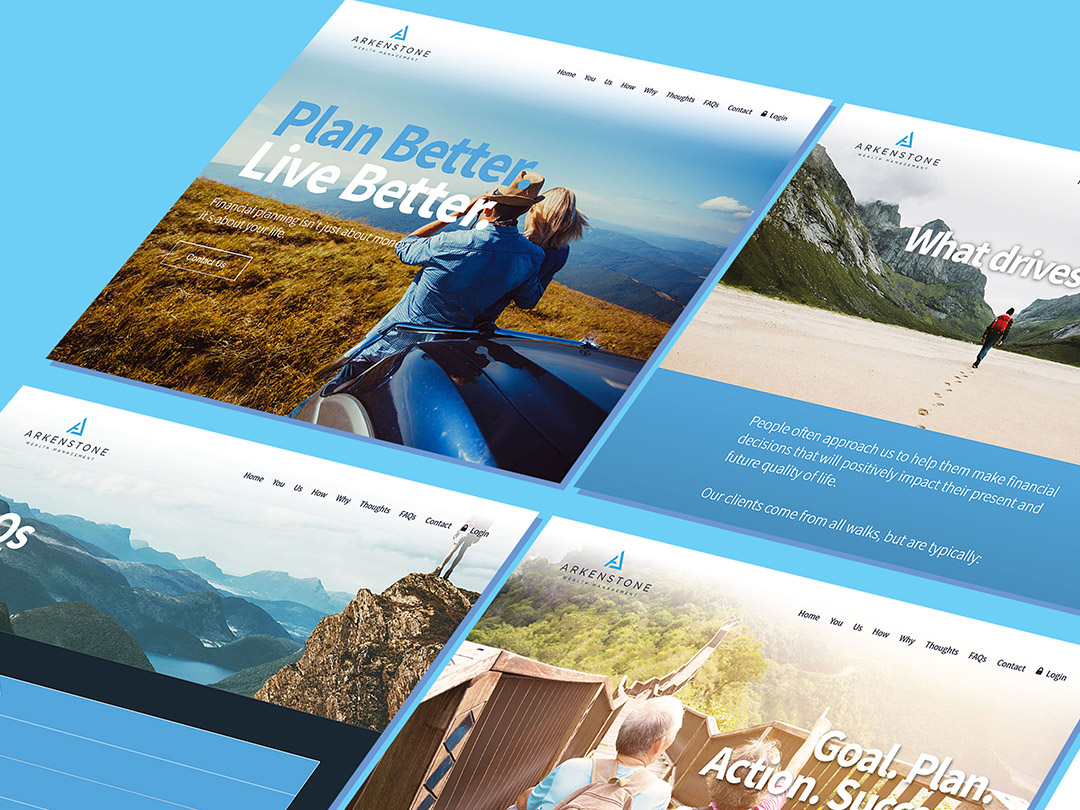 ARKENSTONE
WEALTH MANAGEMENT
Home You Us How Why Thoughts FAQs Contact Login
Plan Better.
Live Better.
Financial planning isn't just about money
it's about your life.
Contact Us
ARKENSTONE
WEALTH MANAGEMENT
What drives
People often approach us to help them make financial
decisions that will positively impact their present and
future quality of life.
Our clients come from all walks, but are typically:
ARKENSTONE
WEALTH MANAGEMENT
Home You Us How Why Thoughts FAQs Contact Login
Qs
ARKENSTONE
WEALTH MANAGEMENT
Home You Us How Why Thoughts FAQs Contact Login
Goal. Plan.
Action.